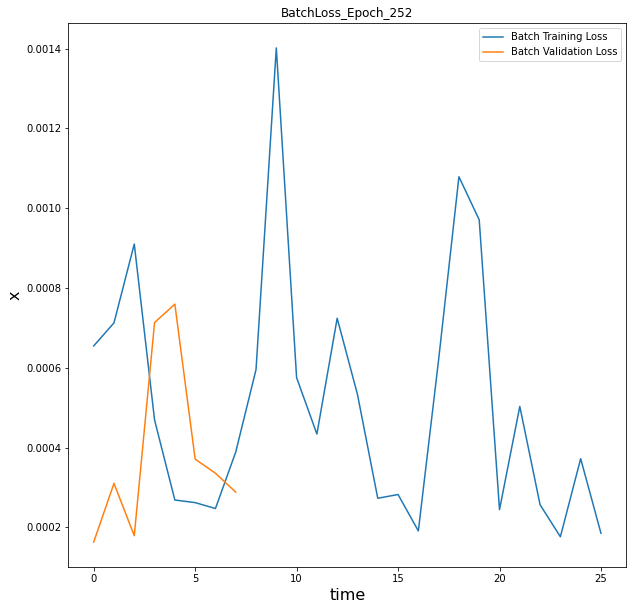 BatchLoss_Epoch_252
Batch Training Loss
Batch Validation Loss
0.0014
0.0012
0.0010
0.0008
0.0006
0.0004
0.0002
x
0
5
10
15
20
25
time